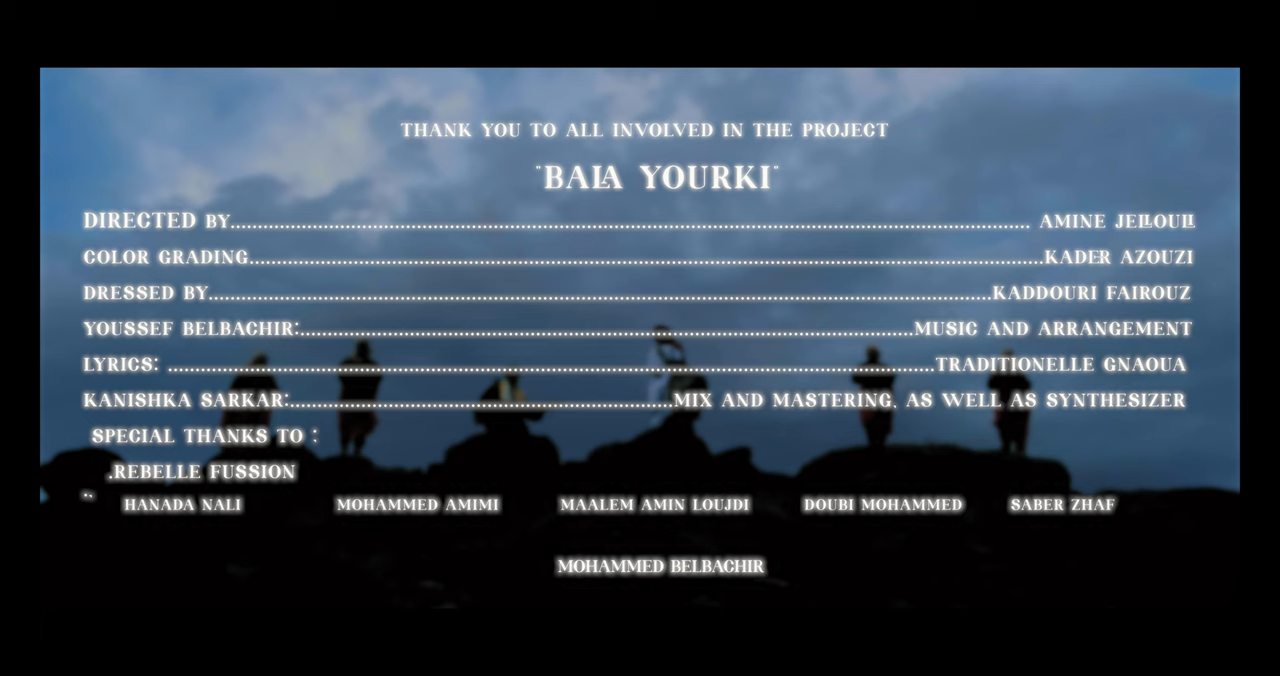 THANK YOU TO ALL INVOLVED IN THE PROJECT
"BALA YOURKI"
DIRECTED BY........................ AMINE JELLOULI
COLOR GRADING........................KADER AZOUZI
DRESSED BY........................KADDOURI FAIROUZ
YOUSSEF BELBACHIR:........................MUSIC AND ARRANGEMENT
LYRICS: ........................TRADITIONELLE GNAOUA
KANISHKA SARKAR:........................MIX AND MASTERING, AS WELL AS SYNTHESIZER
SPECIAL THANKS TO :
.REBELLE FUSSION
HANADA NALI MOHAMMED AMIMI MAALEM AMIN LOUJDI DOUBI MOHAMMED SABER ZHAF
MOHAMMED BELBACHIR